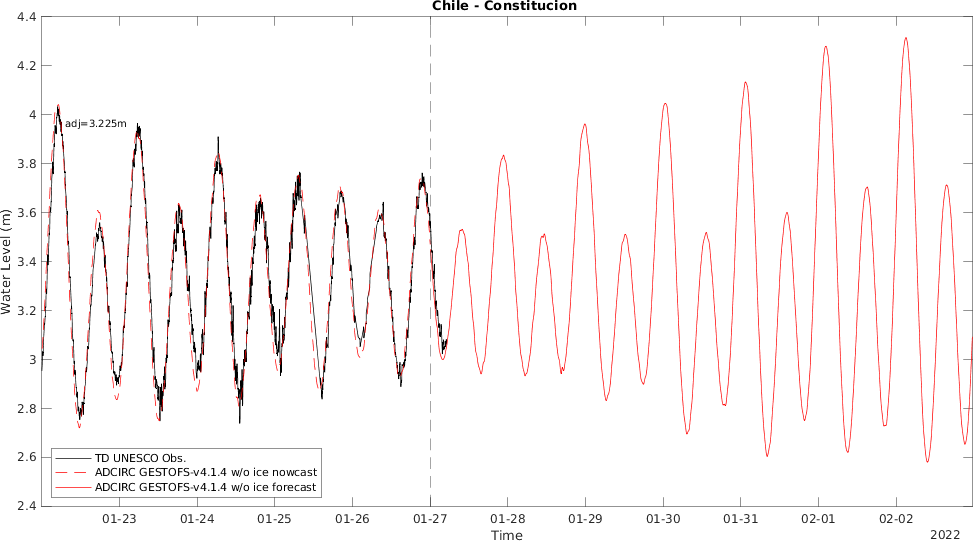 Chile - Constitucion
4.4
4.2
4
3.8
3.6
3.4
3.2
3
2.8
2.6
2.4
Water Level (m)
adj=3.225m
TD UNESCO Obs.
ADCIRC GESTOFS-v4.1.4 w/o ice nowcast
ADCIRC GESTOFS-v4.1.4 w/o ice forecast
01-23 01-24 01-25 01-26 01-27 01-28 01-29 01-30 01-31 02-01 02-02
Time
2022